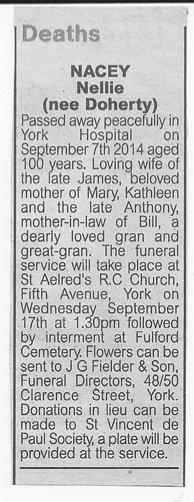 Deaths
NACEY
Nellie
(nee Doherty)
Passed away peacefully in
York Hospital on
September 7th 2014 aged
100 years. Loving wife of
the late James, beloved
mother of Mary, Kathleen
and the late Anthony,
mother-in-law of Bill, a
dearly loved gran and
great-gran. The funeral
service will take place at
St Aelred's R.C Church,
Fifth Avenue, York on
Wednesday September
17th at 1.30pm followed
by interment at Fulford
Cemetery. Flowers can be
sent to J G Fielder & Son,
Funeral Directors, 48/50
Clarence Street, York.
Donations in lieu can be
made to St Vincent de
Paul Society, a plate will be
provided at the service.